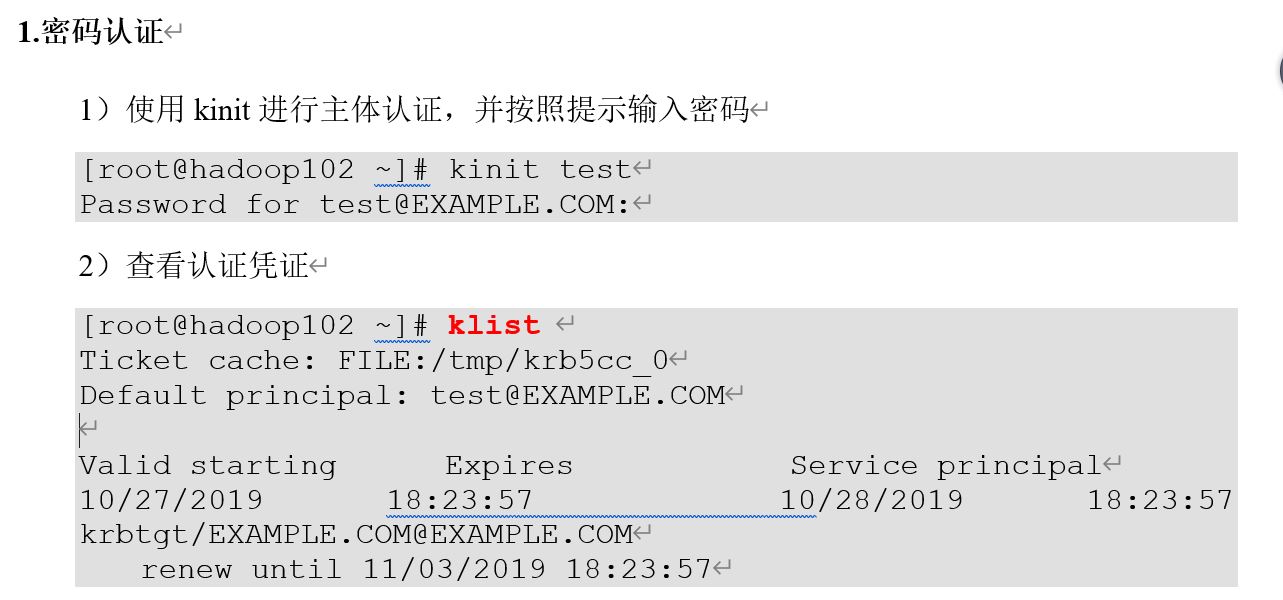 1.密码认证
1）使用 kinit 进行主体认证，并按照提示输入密码
[root@hadoop102 ~]# kinit test
Password for test@EXAMPLE.COM:
2）查看认证凭证
[root@hadoop102 ~]# klist
Ticket cache: FILE:/tmp/krb5cc_0
Default principal: test@EXAMPLE.COM
Valid starting       Expires              Service principal
10/27/2019 18:23:57 10/28/2019 18:23:57
krbtgt/EXAMPLE.COM@EXAMPLE.COM
renew until 11/03/2019 18:23:57